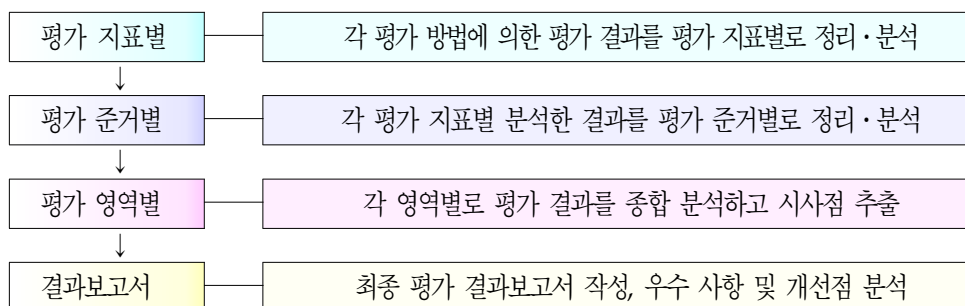 평가 지표별
각 평가 방법에 의한 평가 결과를 평가 지표별로 정리・분석
↓
평가 준거별
각 평가 지표별 분석한 결과를 평가 준거별로 정리・분석
↓
평가 영역별
각 영역별로 평가 결과를 종합 분석하고 시사점 추출
↓
결과보고서
최종 평가 결과보고서 작성, 우수 사항 및 개선점 분석